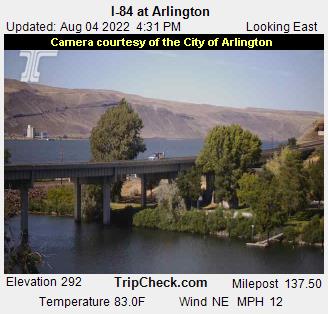 I-84 at Arlington
Updated: Aug 04 2022 4:31 PM Looking East
Camera courtesy of the City of Arlington
Elevation 292 TripCheck.com Milepost 137.50
Temperature 83.0F Wind NE MPH 12